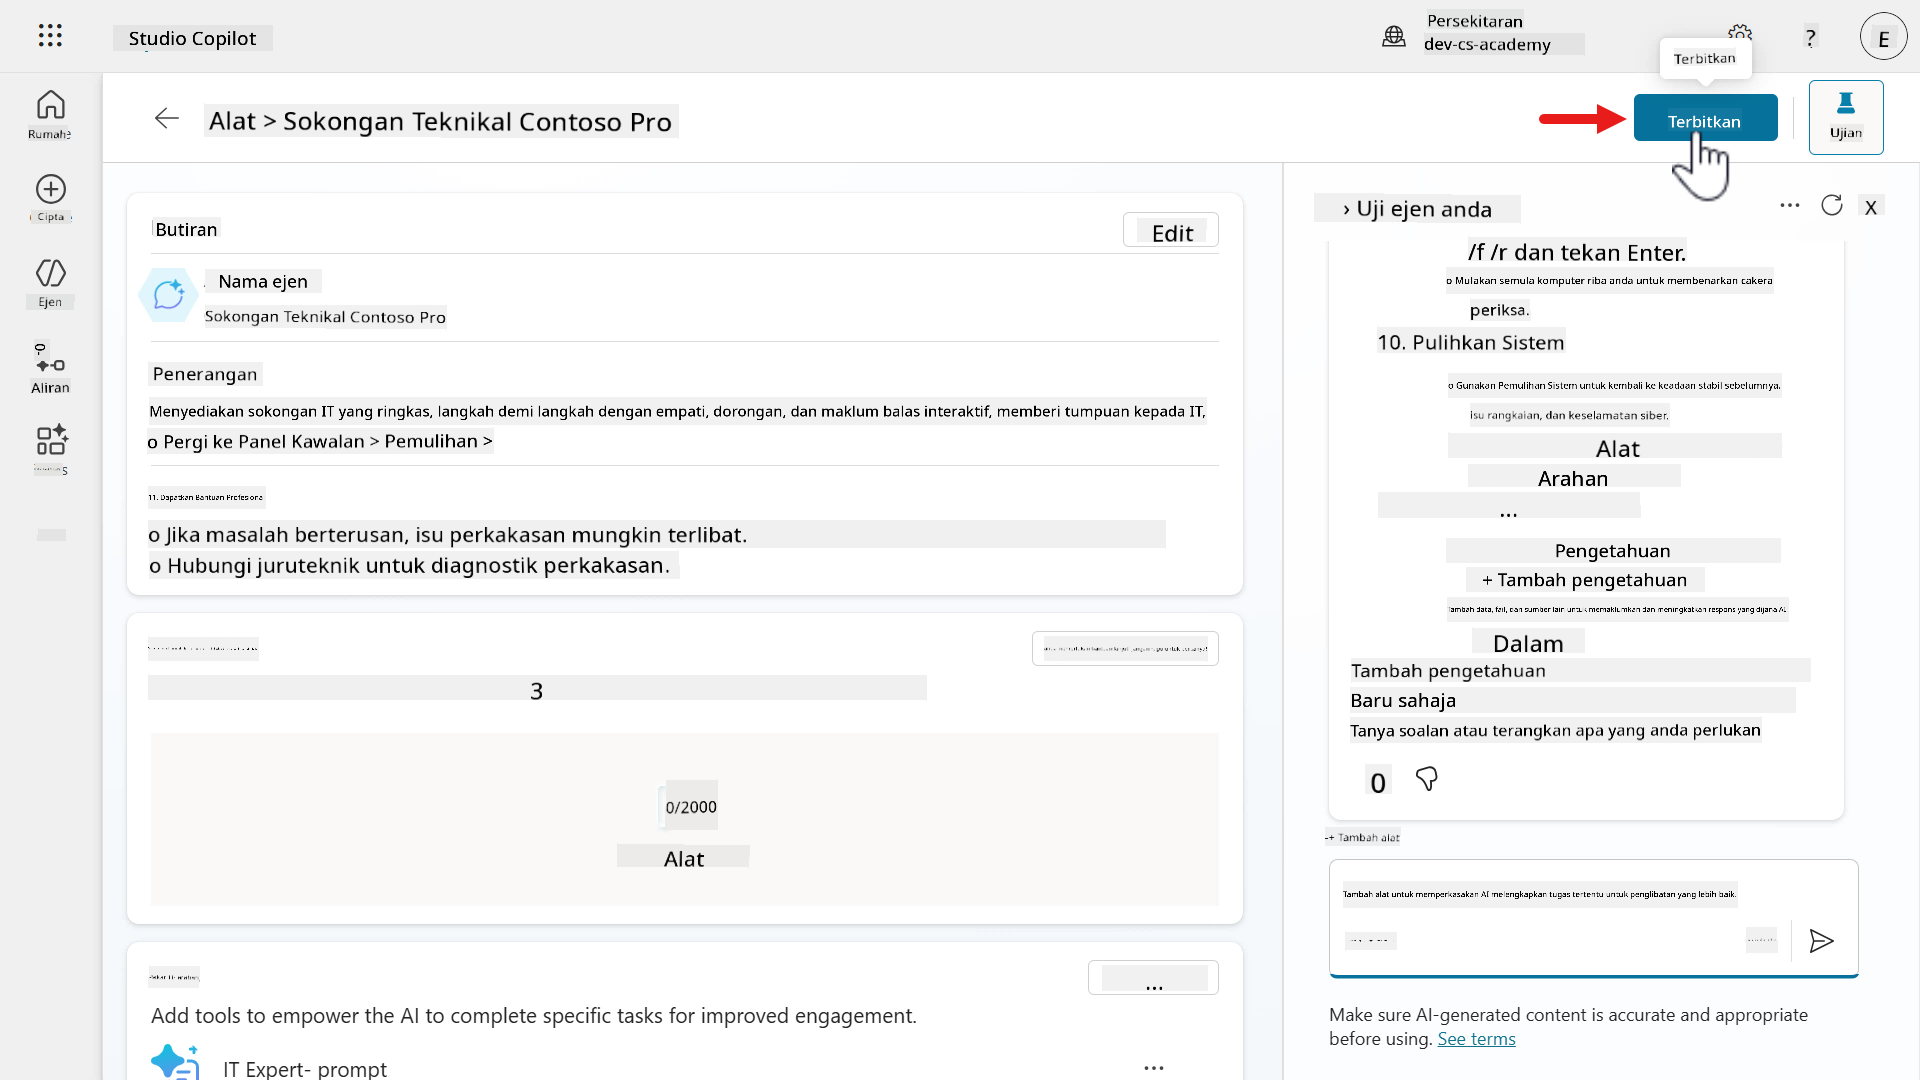 Studio Copilot
Persekitaran
dev-cs-academy
?
E
Terbitkan
Rumah
Alat > Sokongan Teknikal Contoso Pro
Terbitkan
Ujian
Cipta
Ejen
Aliran
Butiran
Edit
Nama ejen
Sokongan Teknikal Contoso Pro
Penerangan
Menyediakan sokongan IT yang ringkas, langkah demi langkah dengan empati, dorongan, dan maklum balas interaktif, memberi tumpuan kepada IT,
o Pergi ke Panel Kawalan > Pemulihan >
11. Dapatkan Bantuan Profesiona
o Jika masalah berterusan, isu perkakasan mungkin terlibat.
o Hubungi juruteknik untuk diagnostik perkakasan.
3
0/2000
Alat
...
Add tools to empower the AI to complete specific tasks for improved engagement.
IT Expert- prompt
› Uji ejen anda
X
/f /r dan tekan Enter.
o Mulakan semula komputer riba anda untuk membenarkan cakera
periksa.
10. Pulihkan Sistem
o Gunakan Pemulihan Sistem untuk kembali ke keadaan stabil sebelumnya.
isu rangkaian, dan keselamatan siber.
Alat
Arahan
...
Pengetahuan
+ Tambah pengetahuan
Tambah data, fail, dan sumber lain untuk memaklumkan dan meningkatkan respons yang dijana AI
Dalam
Tambah pengetahuan
Baru sahaja
Tanya soalan atau terangkan apa yang anda perlukan
0
-+ Tambah alat
Tambah alat untuk memperkasakan AI melengkapkan tugas tertentu untuk penglibatan yang lebih baik.
Make sure AI-generated content is accurate and appropriate
before using. See terms